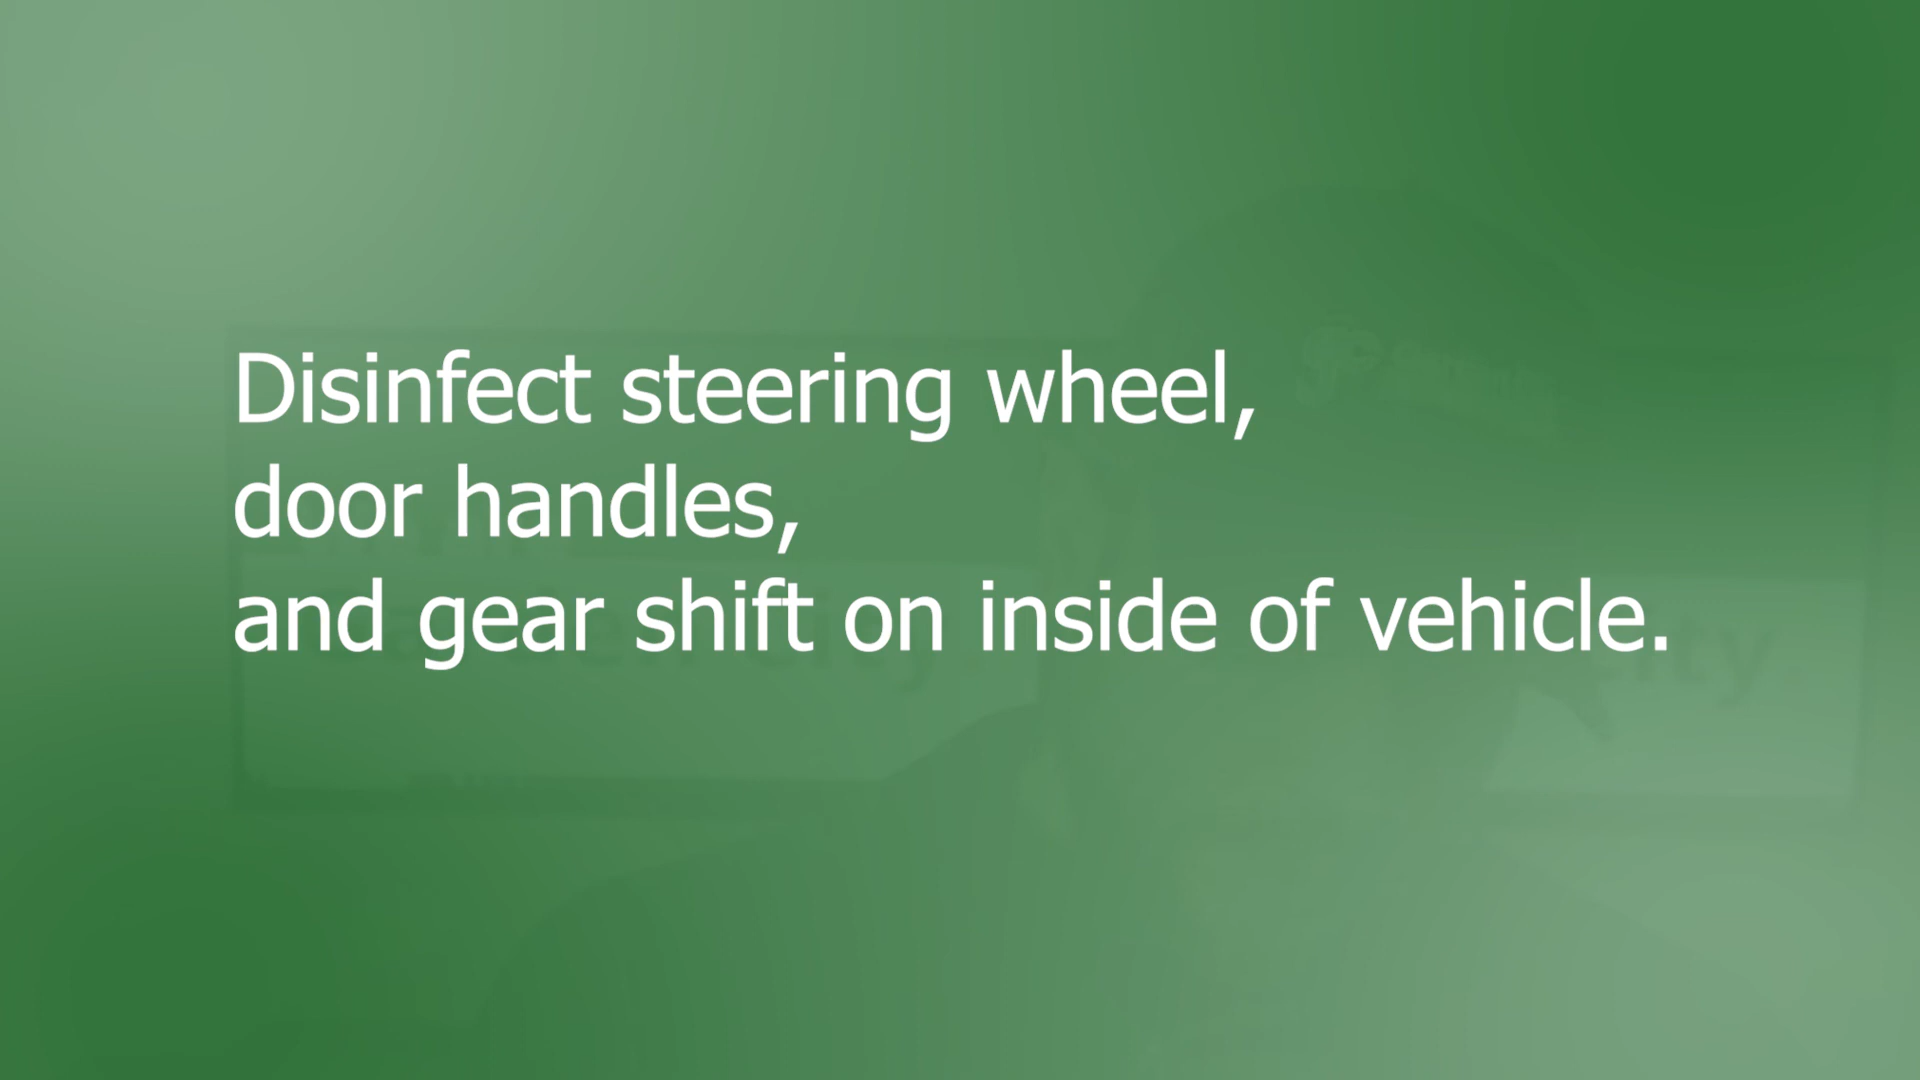 Disinfect steering wheel,
door handles,
and gear shift on inside of vehicle.